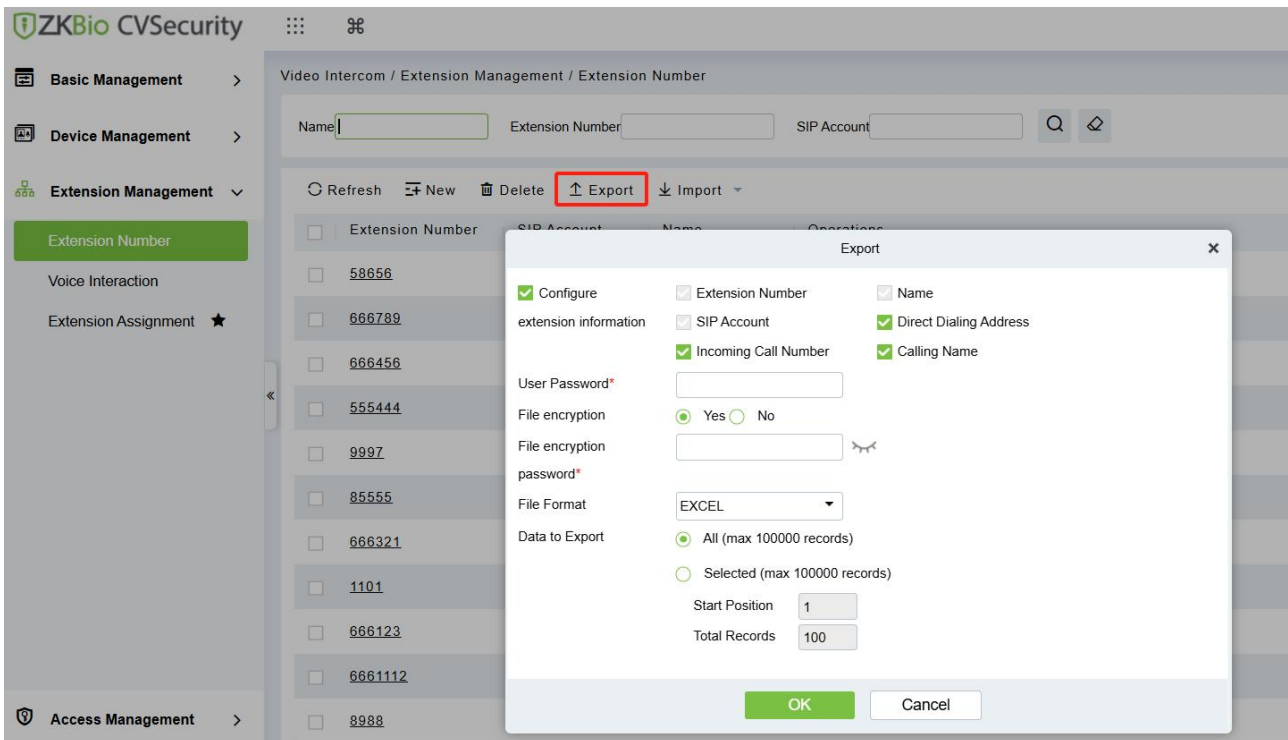 ZKBio CVSecurity
Basic Management
Device Management
Extension Management
Extension Number
Voice Interaction
Extension Assignment
Access Management
Video Intercom / Extension Management / Extension Number
Name Extension Number SIP Account
Refresh New Delete Export Import
Extension Number SIP Account Name Operations
58656
666789
666456
555444
9997
85555
666321
1101
666123
6661112
8988
Export
Configure Extension Number Name
extension information SIP Account Direct Dialing Address
Incoming Call Number Calling Name
User Password*
File encryption Yes No
File encryption
password*
File Format EXCEL
Data to Export All (max 100000 records)
Selected (max 100000 records)
Start Position 1
Total Records 100
OK Cancel